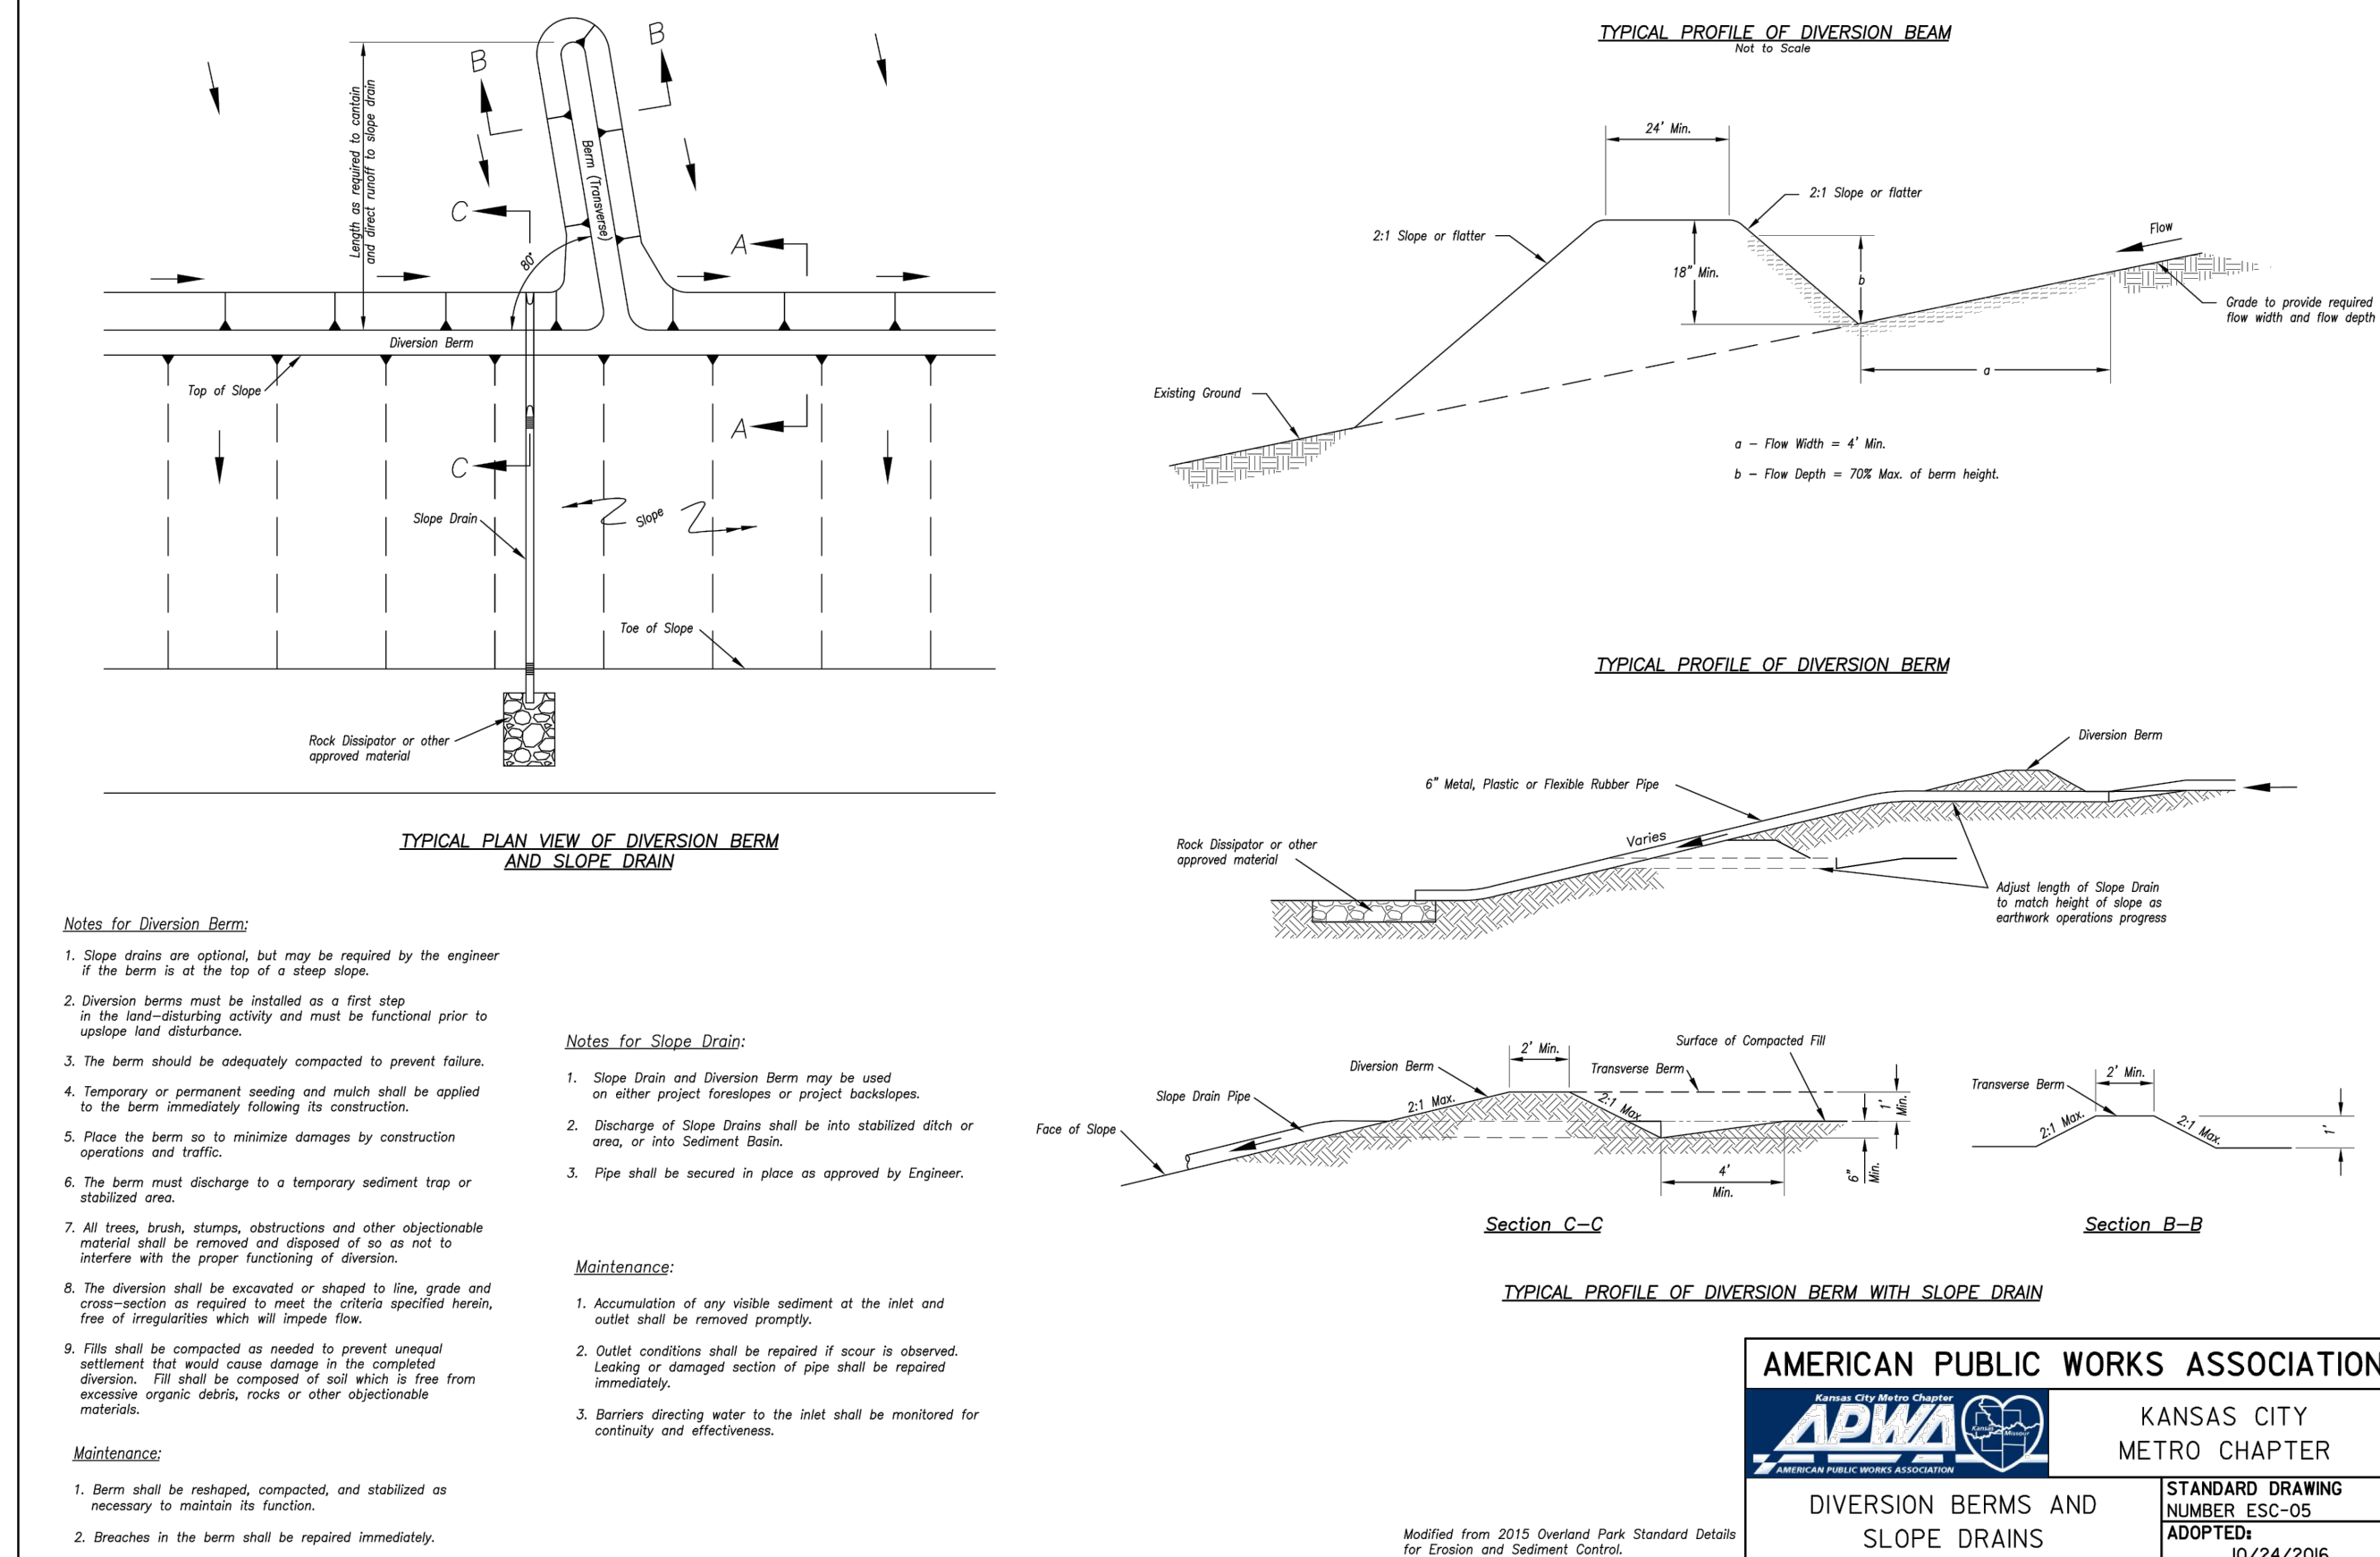 B
B
Length as required to cantain
and direct runoff to slope drain
Berm (Transverse)
C
A
80°
Diversion Berm
Top of Slope
A
C
Slope Drain
Slope
Toe of Slope
Rock Dissipator or other
approved material
TYPICAL PLAN VIEW OF DIVERSION BERM
AND SLOPE DRAIN
Notes for Diversion Berm:
1. Slope drains are optional, but may be required by the engineer
if the berm is at the top of a steep slope.
2. Diversion berms must be installed as a first step
in the land-disturbing activity and must be functional prior to
upslope land disturbance.
3. The berm should be adequately compacted to prevent failure.
4. Temporary or permanent seeding and mulch shall be applied
to the berm immediately following its construction.
5. Place the berm so to minimize damages by construction
operations and traffic.
6. The berm must discharge to a temporary sediment trap or
stabilized area.
7. All trees, brush, stumps, obstructions and other objectionable
material shall be removed and disposed of so as not to
interfere with the proper functioning of diversion.
8. The diversion shall be excavated or shaped to line, grade and
cross-section as required to meet the criteria specified herein,
free of irregularities which will impede flow.
9. Fills shall be compacted as needed to prevent unequal
settlement that would cause damage in the completed
diversion. Fill shall be composed of soil which is free from
excessive organic debris, rocks or other objectionable
materials.
Maintenance:
1. Berm shall be reshaped, compacted, and stabilized as
necessary to maintain its function.
2. Breaches in the berm shall be repaired immediately.
Notes for Slope Drain:
1. Slope Drain and Diversion Berm may be used
on either project foreslopes or project backslopes.
2. Discharge of Slope Drains shall be into stabilized ditch or
area, or into Sediment Basin.
3. Pipe shall be secured in place as approved by Engineer.
Maintenance:
1. Accumulation of any visible sediment at the inlet and
outlet shall be removed promptly.
2. Outlet conditions shall be repaired if scour is observed.
Leaking or damaged section of pipe shall be repaired
immediately.
3. Barriers directing water to the inlet shall be monitored for
continuity and effectiveness.
TYPICAL PROFILE OF DIVERSION BEAM
Not to Scale
24' Min.
2:1 Slope or flatter
2:1 Slope or flatter
18" Min.
b
Flow
Grade to provide required
flow width and flow depth
a
Existing Ground
a - Flow Width = 4' Min.
b - Flow Depth = 70% Max. of berm height.
TYPICAL PROFILE OF DIVERSION BERM
Diversion Berm
6" Metal, Plastic or Flexible Rubber Pipe
Varies
Rock Dissipator or other
approved material
Adjust length of Slope Drain
to match height of slope as
earthwork operations progress
2' Min.
Surface of Compacted Fill
Diversion Berm
Transverse Berm
Slope Drain Pipe
2:1 Max.
2:1 Max.
1'
Min.
Face of Slope
4'
Min.
6"
Min.
Section C-C
2' Min.
Transverse Berm
2:1 Max.
2:1 Max.
1'
Section B-B
TYPICAL PROFILE OF DIVERSION BERM WITH SLOPE DRAIN
Modified from 2015 Overland Park Standard Details
for Erosion and Sediment Control.
AMERICAN PUBLIC WORKS ASSOCIATION
Kansas City Metro Chapter
APWA
Kansas
Missouri
AMERICAN PUBLIC WORKS ASSOCIATION
KANSAS CITY
METRO CHAPTER
DIVERSION BERMS AND
SLOPE DRAINS
STANDARD DRAWING
NUMBER ESC-05
ADOPTED:
10/24/2016